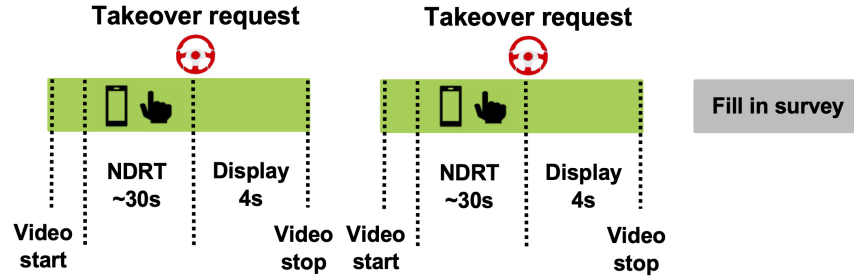 Takeover request
Takeover request
Fill in survey
NDRT
~30s
Display
4s
NDRT
~30s
Display
4s
Video
start
Video
stop
Video
start
Video
stop